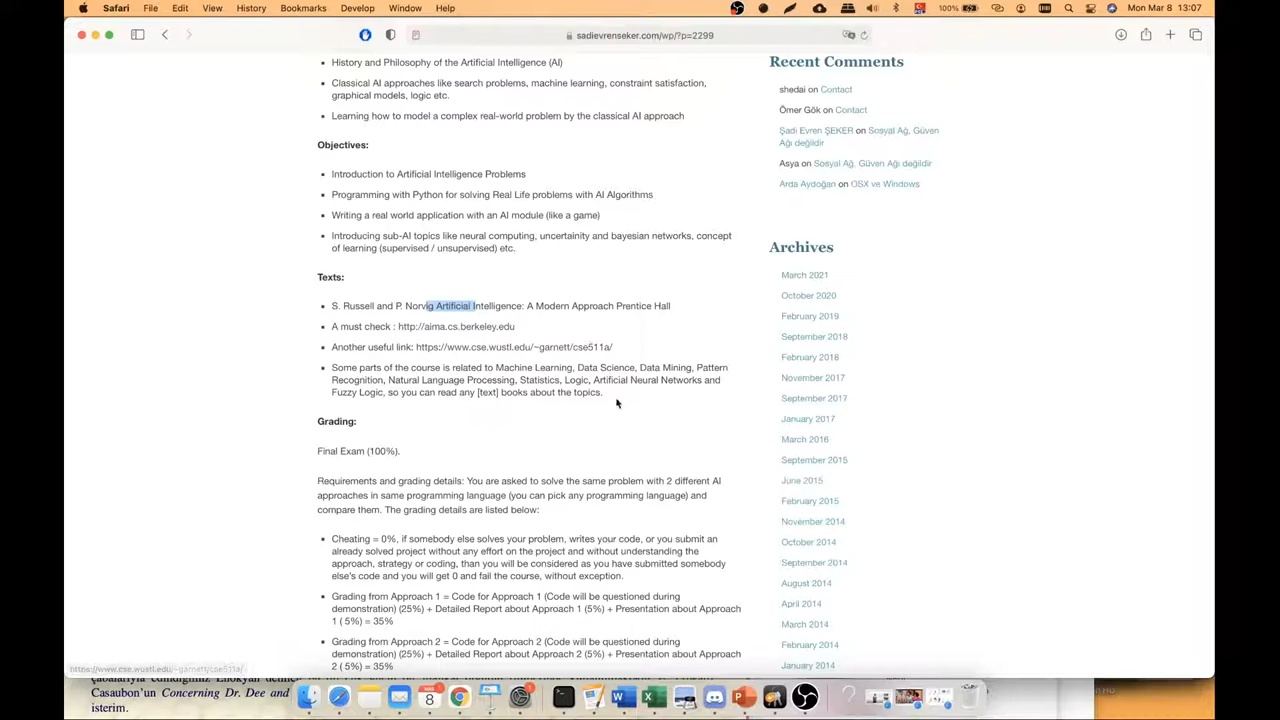 Safari File Edit View History Bookmarks Develop Window Help
100% Mon Mar 8 13:07
sadievrenseker.com/wp/?p=2299
History and Philosophy of the Artificial Intelligence (AI)
Classical AI approaches like search problems, machine learning, constraint satisfaction,
graphical models, logic etc.
Learning how to model a complex real-world problem by the classical AI approach
Objectives:
Introduction to Artificial Intelligence Problems
Programming with Python for solving Real Life problems with AI Algorithms
Writing a real world application with an AI module (like a game)
Introducing sub-AI topics like neural computing, uncertainity and bayesian networks, concept
of learning (supervised / unsupervised) etc.
Texts:
S. Russell and P. Norvig Artificial Intelligence: A Modern Approach Prentice Hall
A must check : http://aima.cs.berkeley.edu
Another useful link: https://www.cse.wustl.edu/~garnett/cse511a/
Some parts of the course is related to Machine Learning, Data Science, Data Mining, Pattern
Recognition, Natural Language Processing, Statistics, Logic, Artificial Neural Networks and
Fuzzy Logic, so you can read any [text] books about the topics.
Grading:
Final Exam (100%).
Requirements and grading details: You are asked to solve the same problem with 2 different AI
approaches in same programming language (you can pick any programming language) and
compare them. The grading details are listed below:
Cheating = 0%, if somebody else solves your problem, writes your code, or you submit an
already solved project without any effort on the project and without understanding the
approach, strategy or coding, than you will be considered as you have submitted somebody
else's code and you will get 0 and fail the course, without exception.
Grading from Approach 1 = Code for Approach 1 (Code will be questioned during
demonstration) (25%) + Detailed Report about Approach 1 (5%) + Presentation about Approach
1 ( 5%) = 35%
Grading from Approach 2 = Code for Approach 2 (Code will be questioned during
demonstration) (25%) + Detailed Report about Approach 2 (5%) + Presentation about Approach
2 ( 5%) = 35%
Recent Comments
shedai on Contact
Ömer Gök on Contact
Şadi Evren ŞEKER on Sosyal Ağ, Güven
Ağı değildir
Asya on Sosyal Ağ, Güven Ağı değildir
Arda Aydoğan on OSX ve Windows
Archives
March 2021
October 2020
February 2019
September 2018
February 2018
November 2017
September 2017
January 2017
March 2016
September 2015
June 2015
February 2015
November 2014
October 2014
September 2014
August 2014
April 2014
March 2014
February 2014
January 2014
https://www.cse.wustl.edu/~garnett/cse511a/
Casaubon'un Concerning Dr. Dee and
isterim.